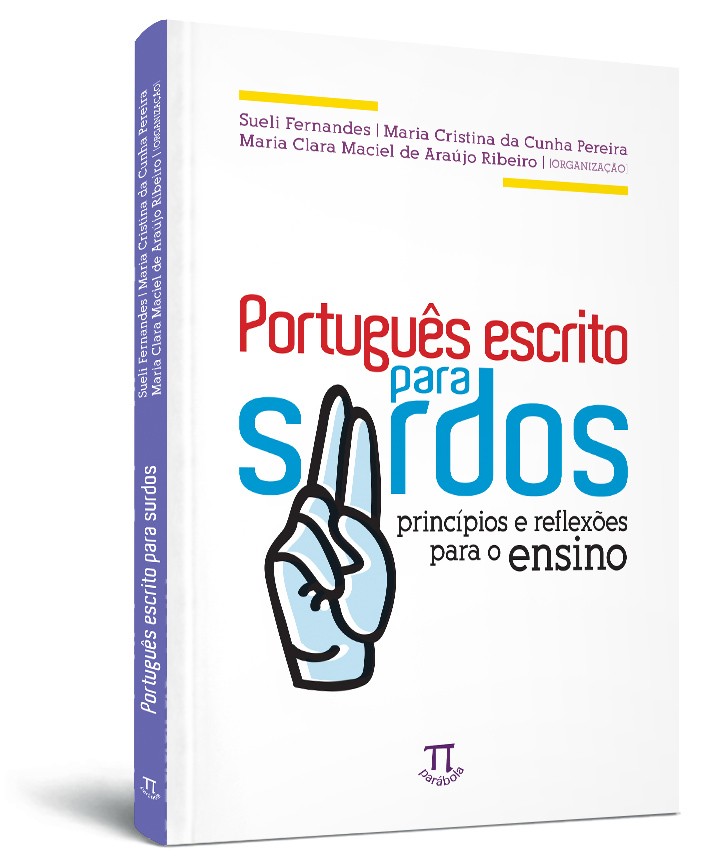 Sueli Fernandes | Maria Cristina da Cunha Pereira
Maria Clara Maciel de Araújo Ribeiro | [ORGANIZAÇÃO]
Português escrito
para
surdos
princípios e reflexões
para o ensino
parábola
Sueli Fernandes | Maria Cristina da Cunha Pereira
Maria Clara Maciel de Araújo Ribeiro | [ORGANIZAÇÃO]
Português escrito para surdos
parábola